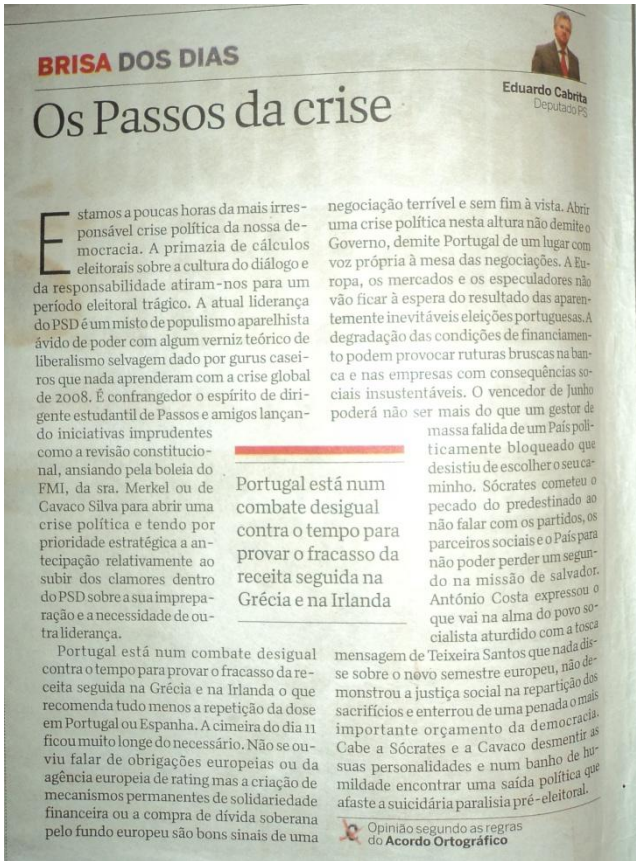 BRISA DOS DIAS
Eduardo Cabrita
Deputado PS
Os Passos da crise
Estamos a poucas horas da mais irres-
ponsável crise política da nossa de-
mocracia. A primazia de cálculos
eleitorais sobre a cultura do diálogo e
da responsabilidade atiram-nos para um
período eleitoral trágico. A atual liderança
do PSD é um misto de populismo aparelhista
ávido de poder com algum verniz teórico de
liberalismo selvagem dado por gurus casei-
ros que nada aprenderam com a crise global
de 2008. É confrangedor o espírito de diri-
gente estudantil de Passos e amigos lançan-
do iniciativas imprudentes
como a revisão constitucio-
nal, ansiando pela boleia do
FMI, da sra. Merkel ou de
Cavaco Silva para abrir uma
crise política e tendo por
prioridade estratégica a an-
tecipação relativamente ao
subir dos clamores dentro
do PSD sobre a sua imprepa-
ração e a necessidade de ou-
tra liderança.
Portugal está num combate desigual
contra o tempo para provar o fracasso da re-
ceita seguida na Grécia e na Irlanda o que
recomenda tudo menos a repetição da dose
em Portugal ou Espanha. A cimeira do dia 11
ficou muito longe do necessário. Não se ou-
viu falar de obrigações europeias ou da
agência europeia de rating mas a criação de
mecanismos permanentes de solidariedade
financeira ou a compra de dívida soberana
pelo fundo europeu são bons sinais de uma
negociação terrível e sem fim à vista. Abrir
uma crise política nesta altura não demite o
Governo, demite Portugal de um lugar com
voz própria à mesa das negociações. A Eu-
ropa, os mercados e os especuladores não
vão ficar à espera do resultado das aparen-
temente inevitáveis eleições portuguesas. A
degradação das condições de financiamen-
to podem provocar ruturas bruscas na ban-
ca e nas empresas com consequências so-
ciais insustentáveis. O vencedor de Junho
poderá não ser mais do que um gestor de
massa falida de um País poli-
ticamente bloqueado que
desistiu de escolher o seu ca-
minho. Sócrates cometeu o
pecado do predestinado ao
não falar com os partidos, os
parceiros sociais e o País para
não poder perder um segun-
do na missão de salvador.
António Costa expressou o
que vai na alma do povo so-
cialista aturdido com a tosca
mensagem de Teixeira Santos que nada dis-
se sobre o novo semestre europeu, não de-
monstrou a justiça social na repartição dos
sacrifícios e enterrou de uma penada o mais
importante orçamento da democracia.
Cabe a Sócrates e a Cavaco desmentir as
suas personalidades e num banho de hu-
mildade encontrar uma saída política que
afaste a suicidária paralisia pré-eleitoral.
Portugal está num
combate desigual
contra o tempo para
provar o fracasso da
receita seguida na
Grécia e na Irlanda
Opinião segundo as regras
do Acordo Ortográfico